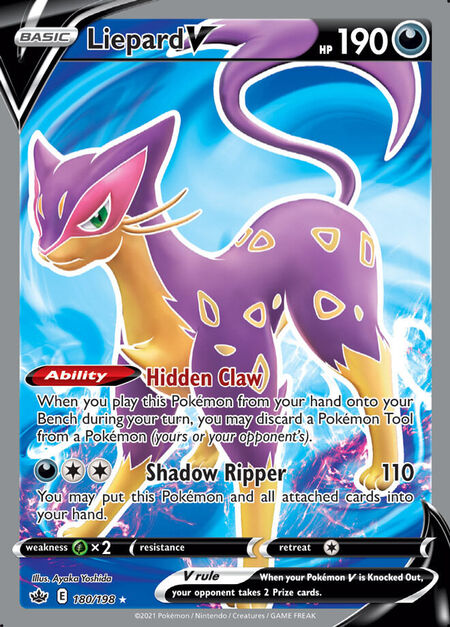 BASIC Liepard V HP 190
Ability Hidden Claw
When you play this Pokémon from your hand onto your
Bench during your turn, you may discard a Pokémon Tool
from a Pokémon (yours or your opponent's).
Shadow Ripper 110
You may put this Pokémon and all attached cards into
your hand.
weakness ×2 resistance retreat
Illus. Ayaka Yoshida
V rule When your Pokémon V is Knocked Out,
your opponent takes 2 Prize cards.
E 180/198 ★
©2021 Pokémon / Nintendo / Creatures / GAME FREAK